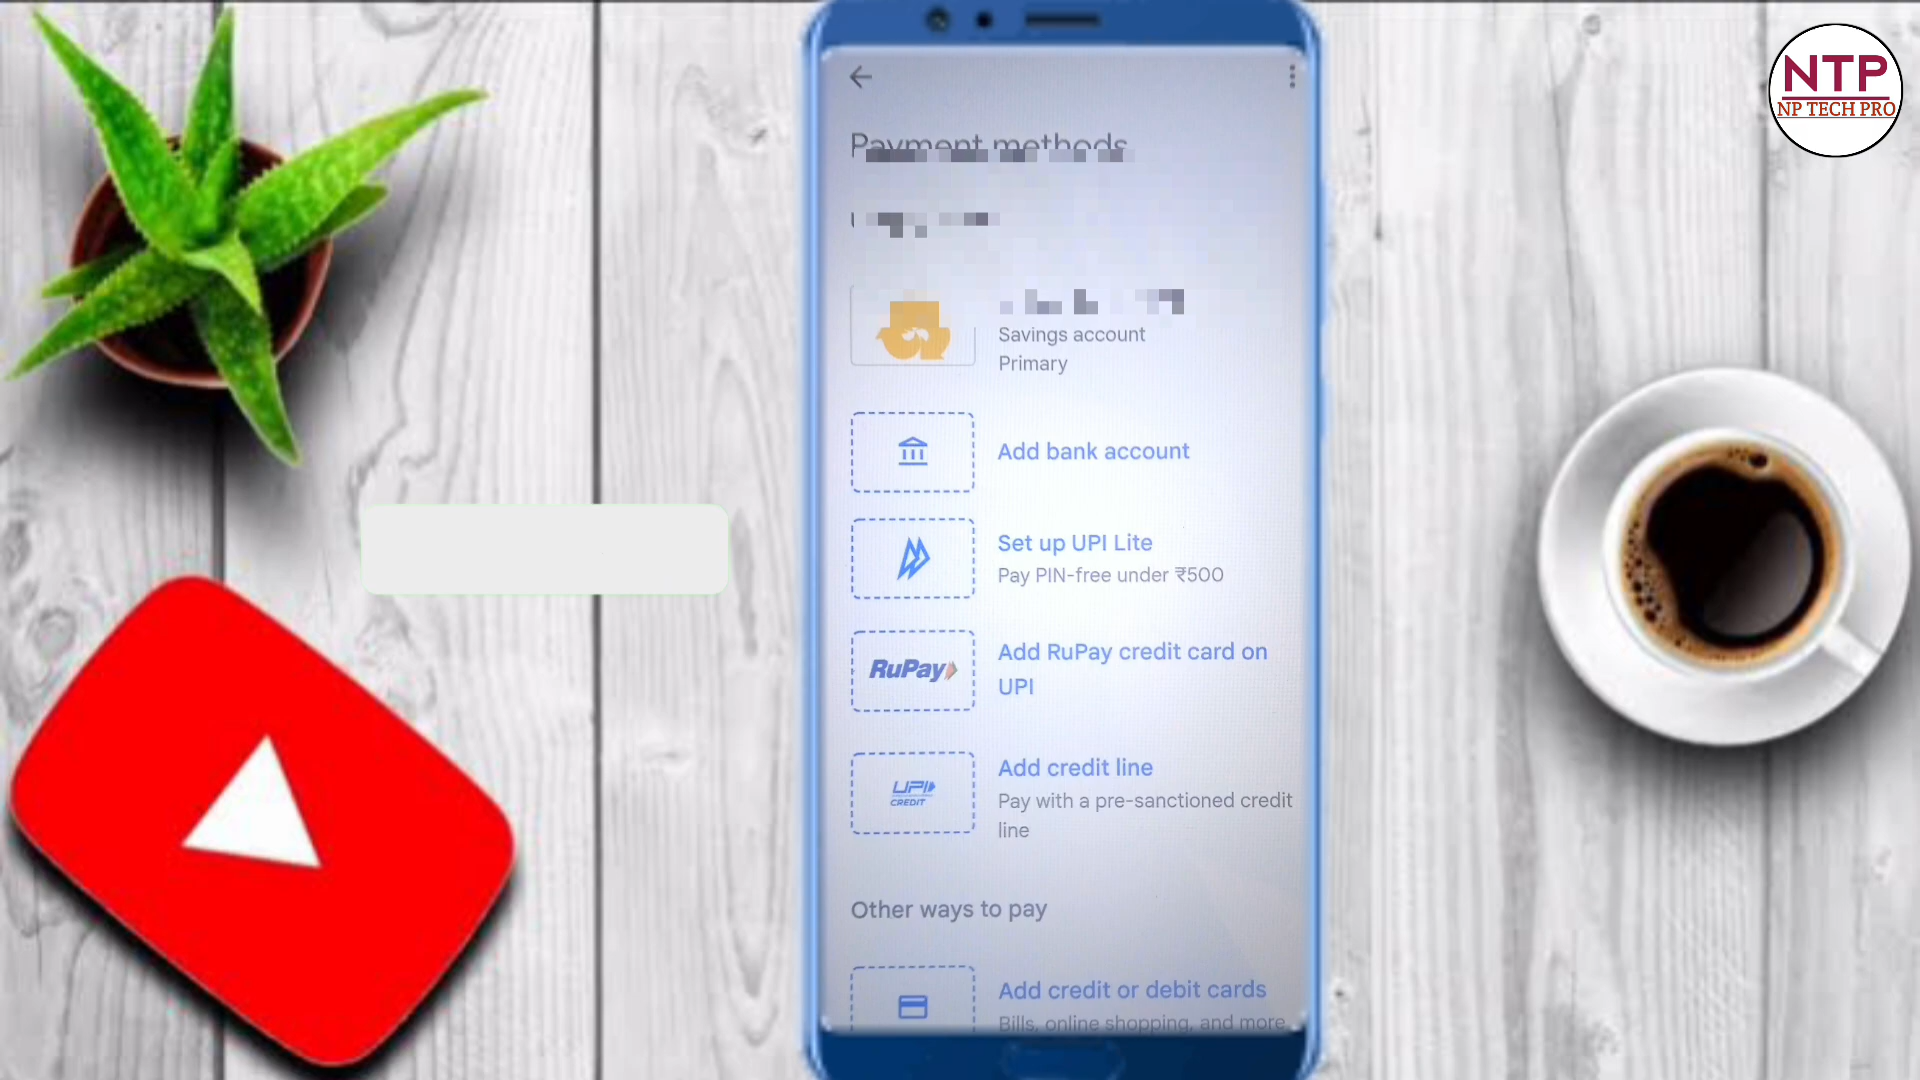 NTP
NP TECH PRO
Payment methods
Savings account
Primary
Add bank account
Set up UPI Lite
Pay PIN-free under ₹500
RuPay
Add RuPay credit card on
UPI
UPI
CREDIT
Add credit line
Pay with a pre-sanctioned credit
line
Other ways to pay
Add credit or debit cards
Bills, online shopping, and more